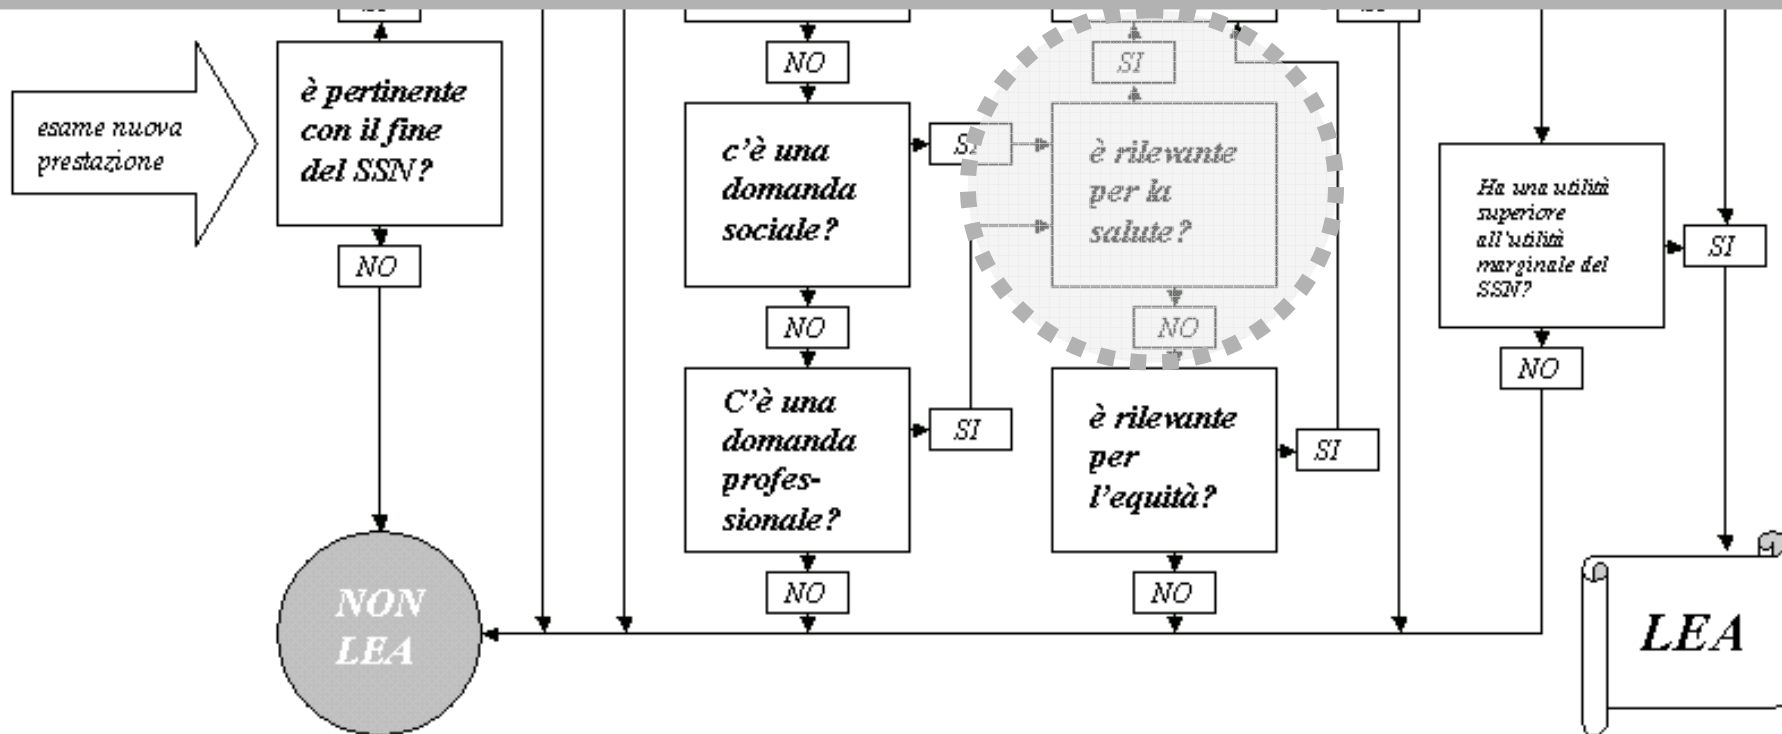 esame nuova
prestazione
è pertinente
con il fine
del SSN?
NO
NON
LEA
NO
c'è una
domanda
sociale?
SI
NO
C'è una
domanda
profes-
sionale?
SI
NO
SI
è rilevante
per la
salute?
NO
è rilevante
per
l'equità?
SI
NO
Ha una utilità
superiore
all'utilità
marginale del
SSN?
SI
NO
LEA